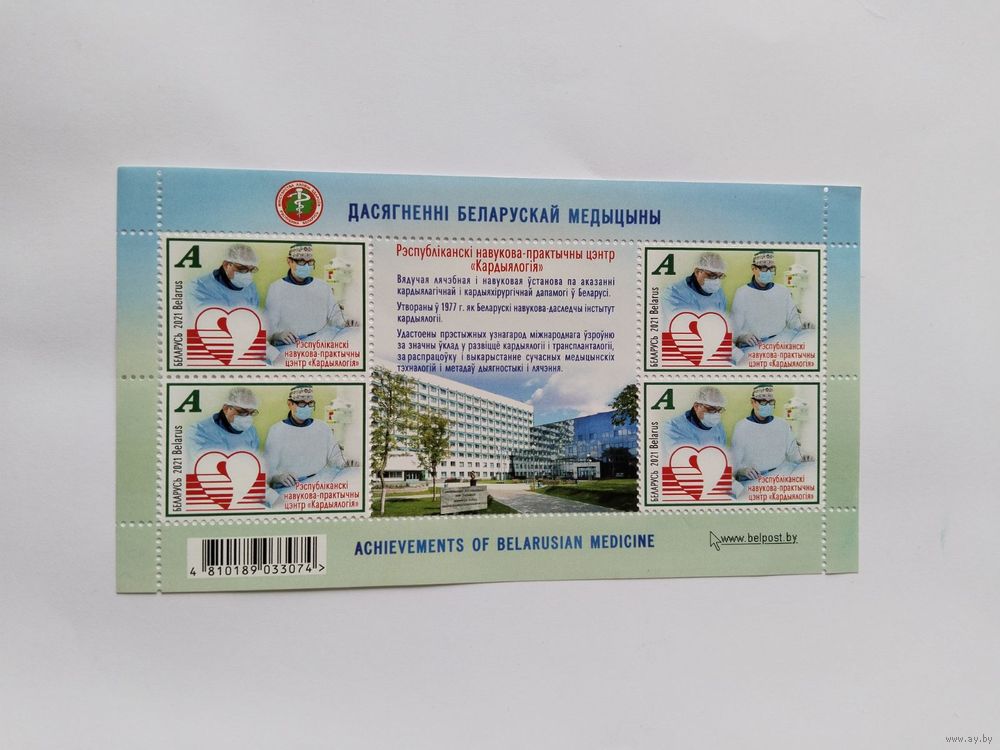 ДАСЯГНЕННІ БЕЛАРУСКАЙ МЕДЫЦЫНЫ
A
БЕЛАРУСЬ 2021 Belarus
Рэспубліканскі
навукова-практычны
цэнтр «Кардыялогія»
Рэспубліканскі навукова-практычны цэнтр
«Кардыялогія»
Вядучая лячэбная і навуковая ўстанова па аказанні
кардыялагічнай і кардыяхірургічнай дапамогі ў Беларусі.
Утвораны ў 1977 г. як Беларускі навукова-даследчы інстытут
кардыялогіі.
Удастоены прэстыжных узнагарод міжнароднага ўзроўню
за значны ўклад у развіццё кардыялогіі і трансплантацыі,
за распрацоўку і выкарыстанне сучасных медыцынскіх
тэхналогій і метадаў дыягностыкі і лячэння.
A
БЕЛАРУСЬ 2021 Belarus
Рэспубліканскі
навукова-практычны
цэнтр «Кардыялогія»
A
БЕЛАРУСЬ 2021 Belarus
Рэспубліканскі
навукова-практычны
цэнтр «Кардыялогія»
A
БЕЛАРУСЬ 2021 Belarus
Рэспубліканскі
навукова-практычны
цэнтр «Кардыялогія»
4 810189 033074 >
ACHIEVEMENTS OF BELARUSIAN MEDICINE
www.belpost.by
www.ay.by